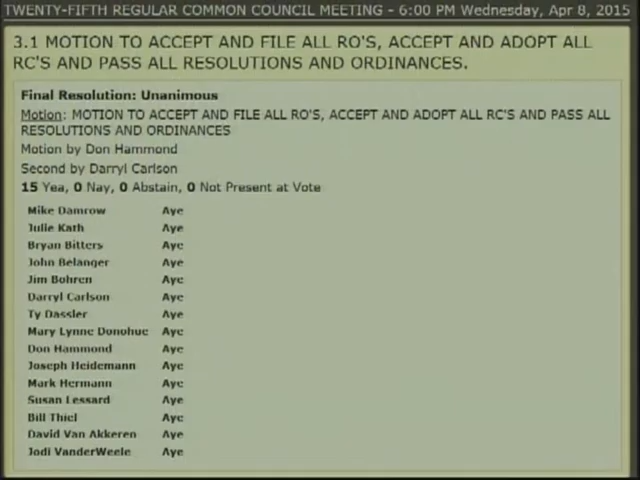 TWENTY-FIFTH REGULAR COMMON COUNCIL MEETING - 6:00 PM Wednesday, Apr 8, 2015
3.1 MOTION TO ACCEPT AND FILE ALL RO'S, ACCEPT AND ADOPT ALL
RC'S AND PASS ALL RESOLUTIONS AND ORDINANCES.
Final Resolution: Unanimous
Motion: MOTION TO ACCEPT AND FILE ALL RO'S, ACCEPT AND ADOPT ALL RC'S AND PASS ALL
RESOLUTIONS AND ORDINANCES
Motion by Don Hammond
Second by Darryl Carlson
15 Yea, 0 Nay, 0 Abstain, 0 Not Present at Vote
Mike Damrow Aye
Julie Kath Aye
Bryan Bitters Aye
John Belanger Aye
Jim Bohren Aye
Darryl Carlson Aye
Ty Dassler Aye
Mary Lynne Donohue Aye
Don Hammond Aye
Joseph Heidemann Aye
Mark Hermann Aye
Susan Lessard Aye
Bill Thiel Aye
David Van Akkeren Aye
Jodi VanderWeele Aye